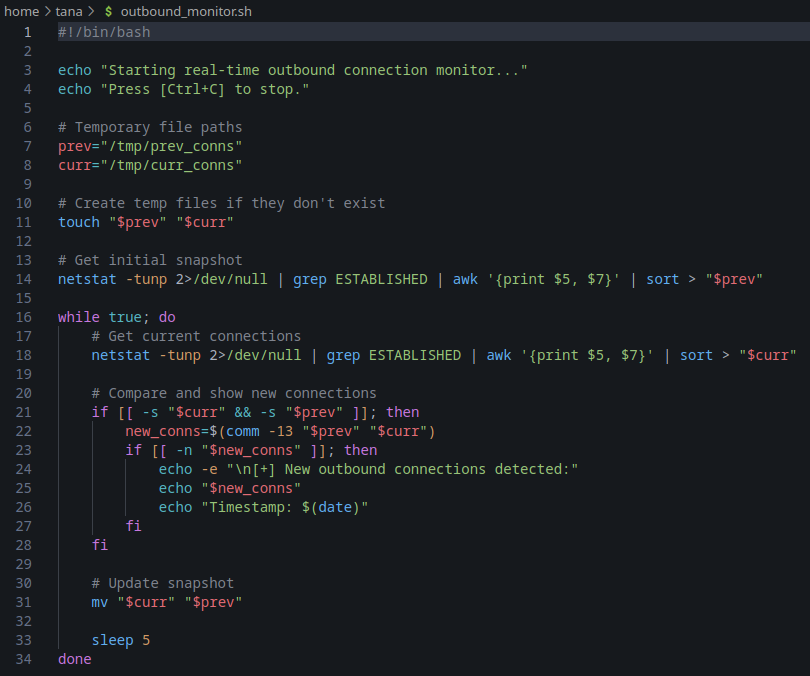 home > tana > $ outbound_monitor.sh
1 #!/bin/bash
2
3 echo "Starting real-time outbound connection monitor..."
4 echo "Press [Ctrl+C] to stop."
5
6 # Temporary file paths
7 prev="/tmp/prev_conns"
8 curr="/tmp/curr_conns"
9
10 # Create temp files if they don't exist
11 touch "$prev" "$curr"
12
13 # Get initial snapshot
14 netstat -tunp 2>/dev/null | grep ESTABLISHED | awk '{print $5, $7}' | sort > "$prev"
15
16 while true; do
17     # Get current connections
18     netstat -tunp 2>/dev/null | grep ESTABLISHED | awk '{print $5, $7}' | sort > "$curr"
19
20     # Compare and show new connections
21     if [[ -s "$curr" && -s "$prev" ]]; then
22         new_conns=$(comm -13 "$prev" "$curr")
23         if [[ -n "$new_conns" ]]; then
24             echo -e "\n[+] New outbound connections detected:"
25             echo "$new_conns"
26             echo "Timestamp: $(date)"
27         fi
28     fi
29
30     # Update snapshot
31     mv "$curr" "$prev"
32
33     sleep 5
34 done